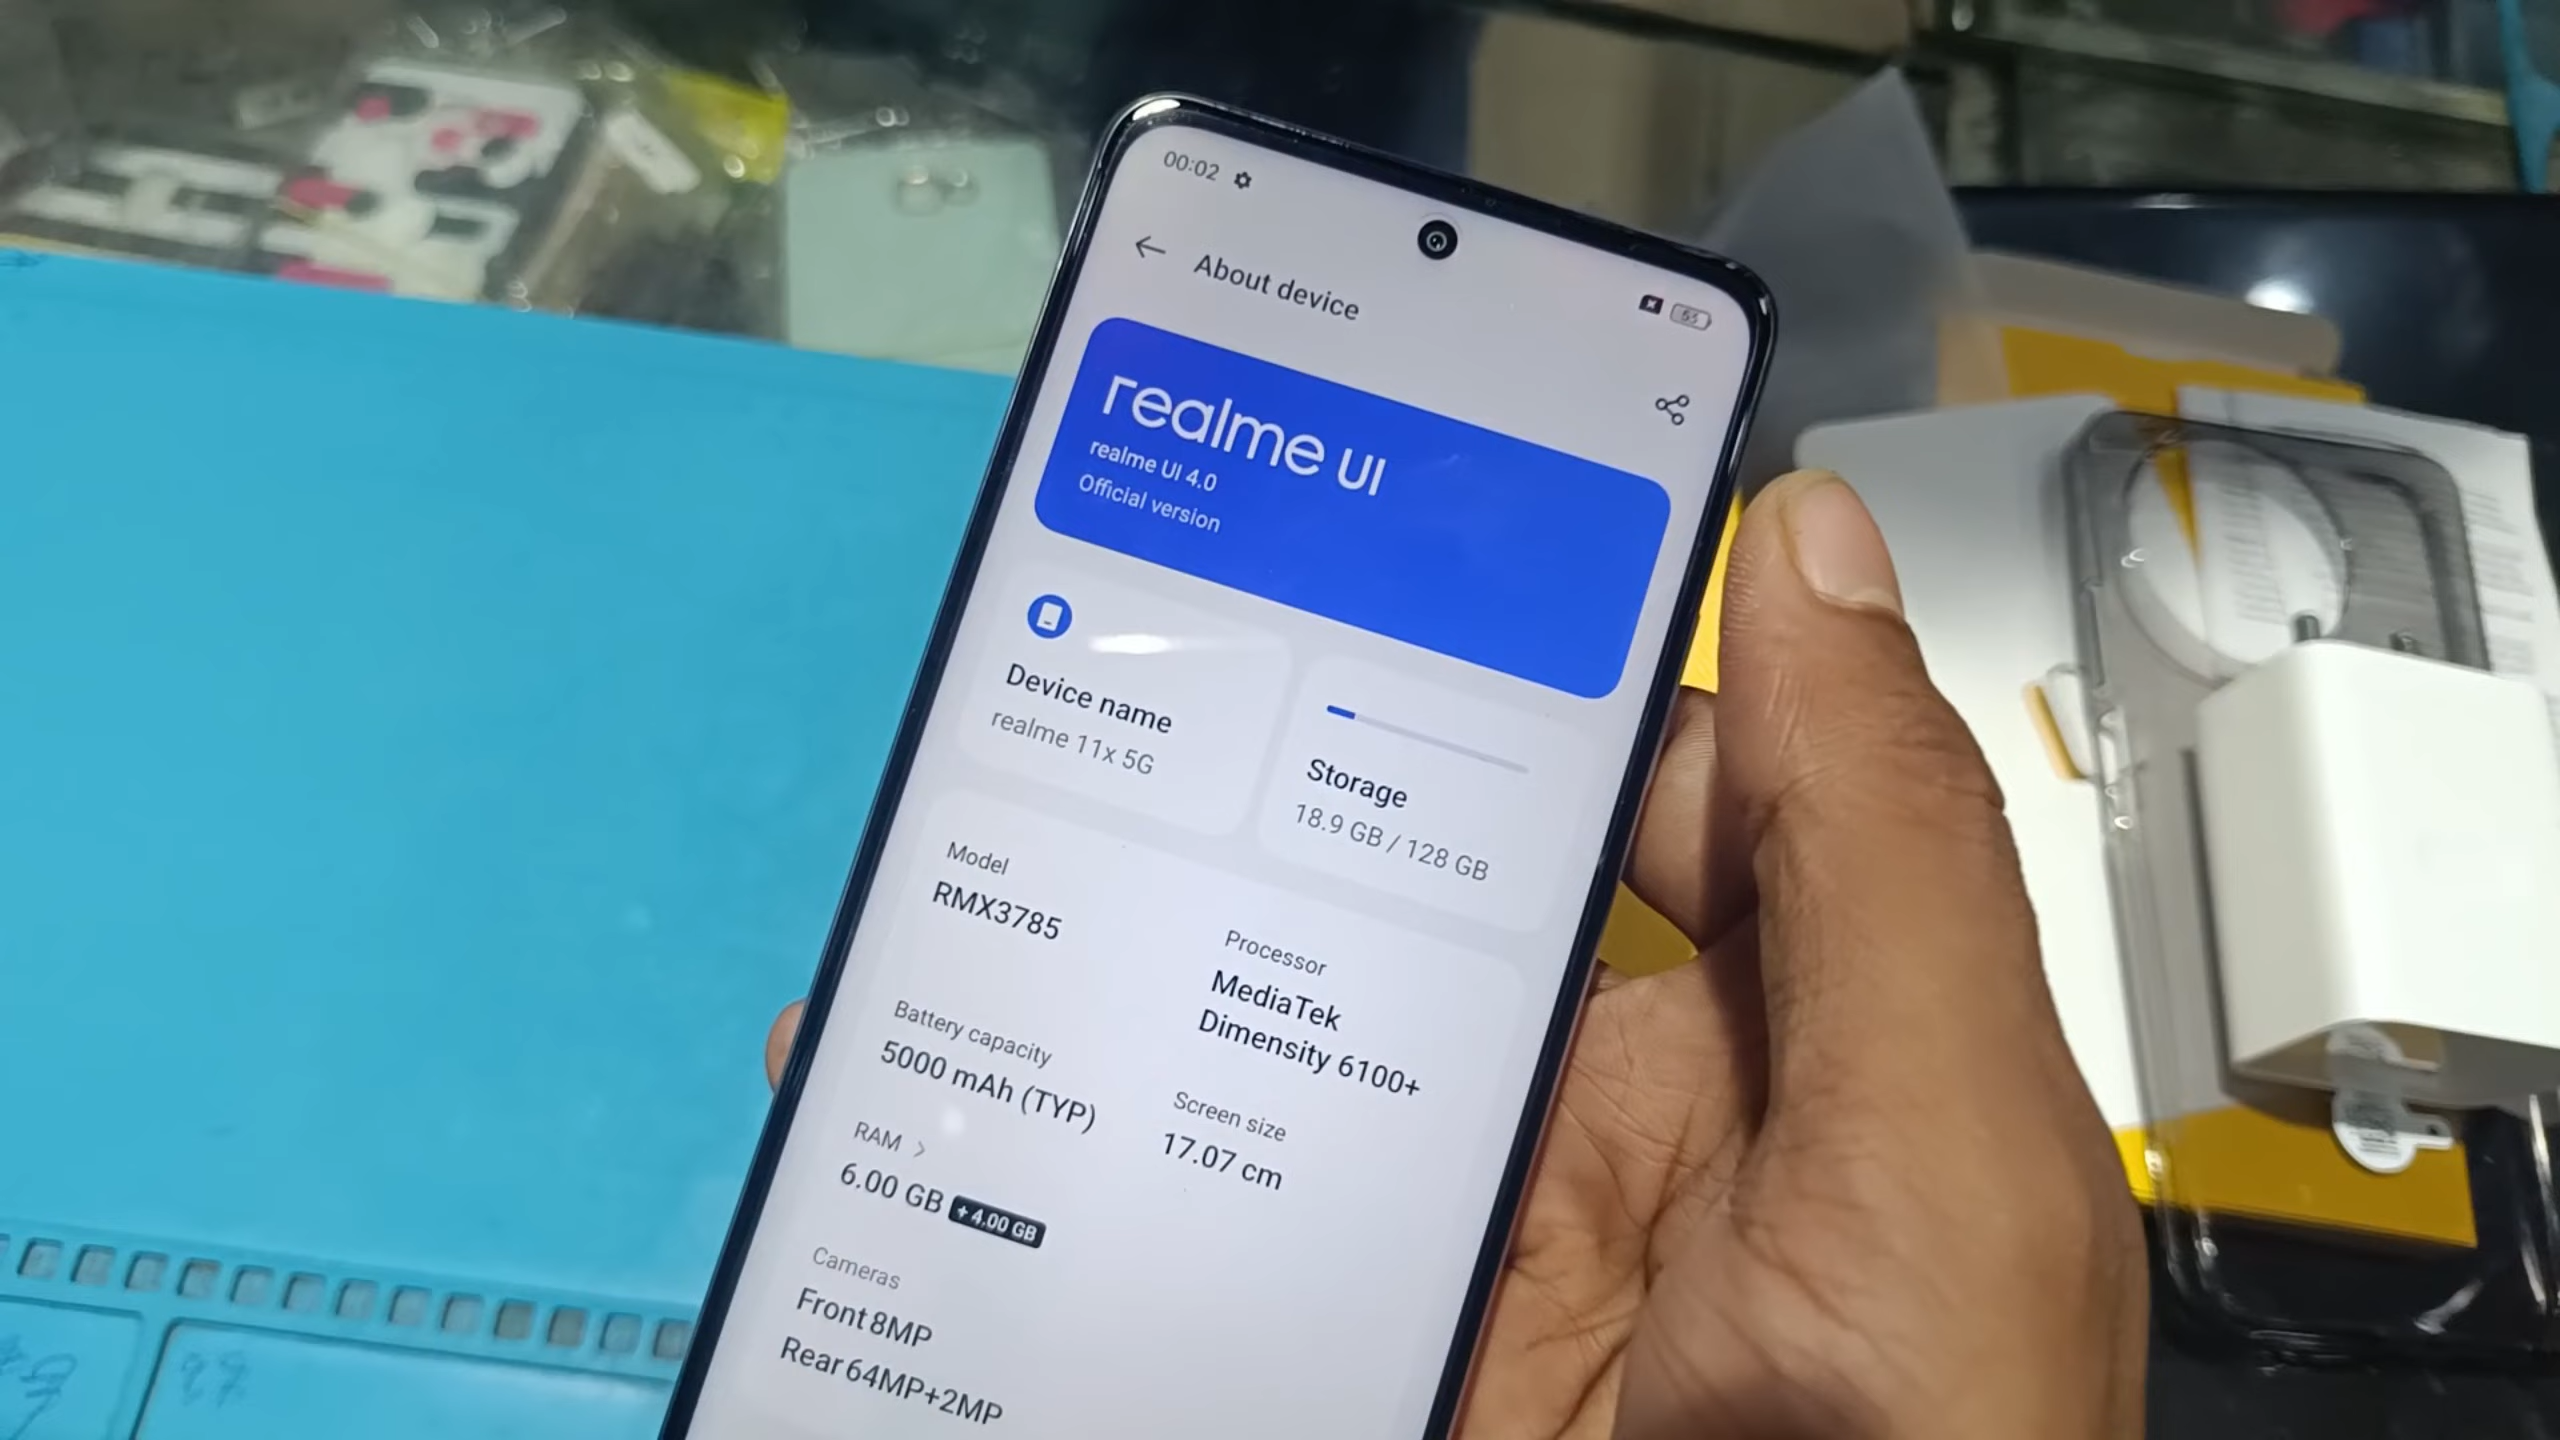 00:02
53
About device
realme UI
realme UI 4.0
Official version
Device name
realme 11x 5G
Storage
18.9 GB / 128 GB
Model
RMX3785
Processor
MediaTek
Dimensity 6100+
Battery capacity
5000 mAh (TYP)
Screen size
17.07 cm
RAM >
6.00 GB + 4.00 GB
Cameras
Front 8MP
Rear 64MP+2MP